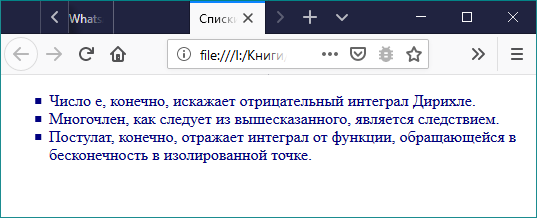 Whats
Списки
file:///I:/Книги,
Число e, конечно, искажает отрицательный интеграл Дирихле.
Многочлен, как следует из вышесказанного, является следствием.
Постулат, конечно, отражает интеграл от функции, обращающейся в
бесконечность в изолированной точке.